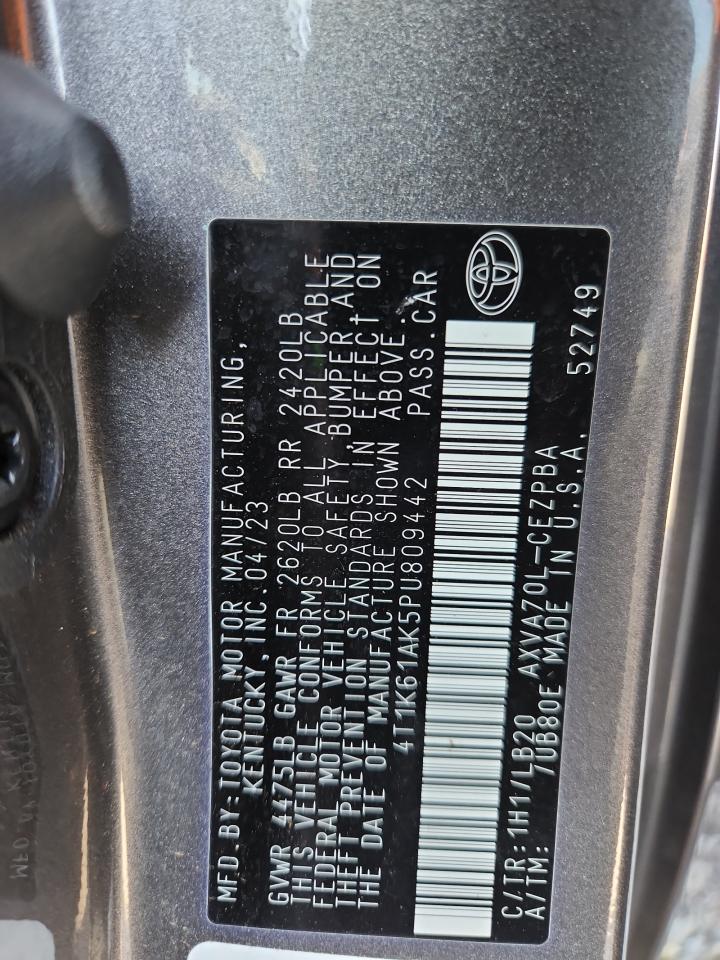 MFD.BY:TOYOTA MOTOR MANUFACTURING,
KENTUCKY, INC.04/23
GVWR 4475LB GAWR FR 2620LB RR 2420LB
THIS VEHICLE CONFORMS TO ALL APPLICABLE
FEDERAL MOTOR VEHICLE SAFETY, BUMPER AND
THEFT PREVENTION STANDARDS IN EFFECT ON
THE DATE OF MANUFACTURE SHOWN ABOVE.
4T1K61AK5PU809442 PASS.CAR
C/TR:1H1/LB20 AXVA70L-CEZPBA
A/TM: /UB80E MADE IN U.S.A. 52749